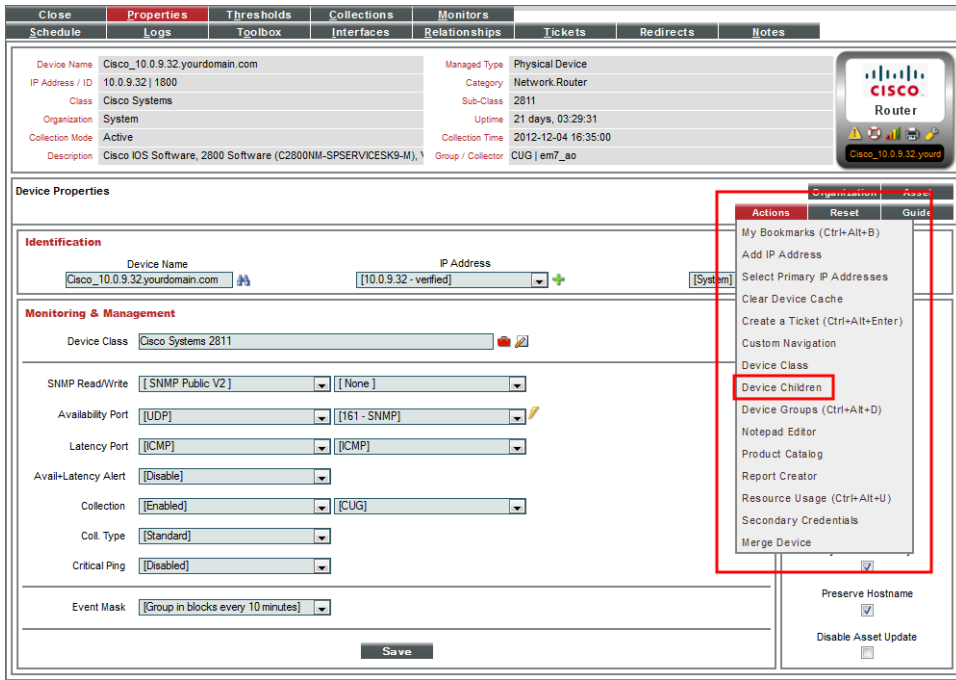 Close Properties Thresholds Collections Monitors
Schedule Logs Toolbox Interfaces Relationships Tickets Redirects Notes
Device Name Cisco_10.0.9.32.yourdomain.com Managed Type Physical Device
IP Address / ID 10.0.9.32 | 1800 Category Network.Router
Class Cisco Systems Sub-Class 2811
Organization System Uptime 21 days, 03:29:31
Collection Mode Active Collection Time 2012-12-04 16:35:00
Description Cisco IOS Software, 2800 Software (C2800NM-SPSERVICESK9-M), Group / Collector CUG | em7_ao
CISCO
Router
Cisco_10.0.9.32.yourd
Device Properties
Organization Asset
Actions Reset Guide
My Bookmarks (Ctrl+Alt+B)
Add IP Address
Select Primary IP Addresses
Clear Device Cache
Create a Ticket (Ctrl+Alt+Enter)
Custom Navigation
Device Class
Device Children
Device Groups (Ctrl+Alt+D)
Notepad Editor
Product Catalog
Report Creator
Resource Usage (Ctrl+Alt+U)
Secondary Credentials
Merge Device
Identification
Device Name IP Address
Cisco_10.0.9.32.yourdomain.com [10.0.9.32 - verified] [System]
Monitoring & Management
Device Class Cisco Systems 2811
SNMP Read/Write [ SNMP Public V2 ] [ None ]
Availability Port [UDP] [161 - SNMP]
Latency Port [ICMP] [ICMP]
Avail+Latency Alert [Disable]
Collection [Enabled] [CUG]
Coll. Type [Standard]
Critical Ping [Disabled]
Event Mask [Group in blocks every 10 minutes]
Save
Preserve Hostname
Disable Asset Update